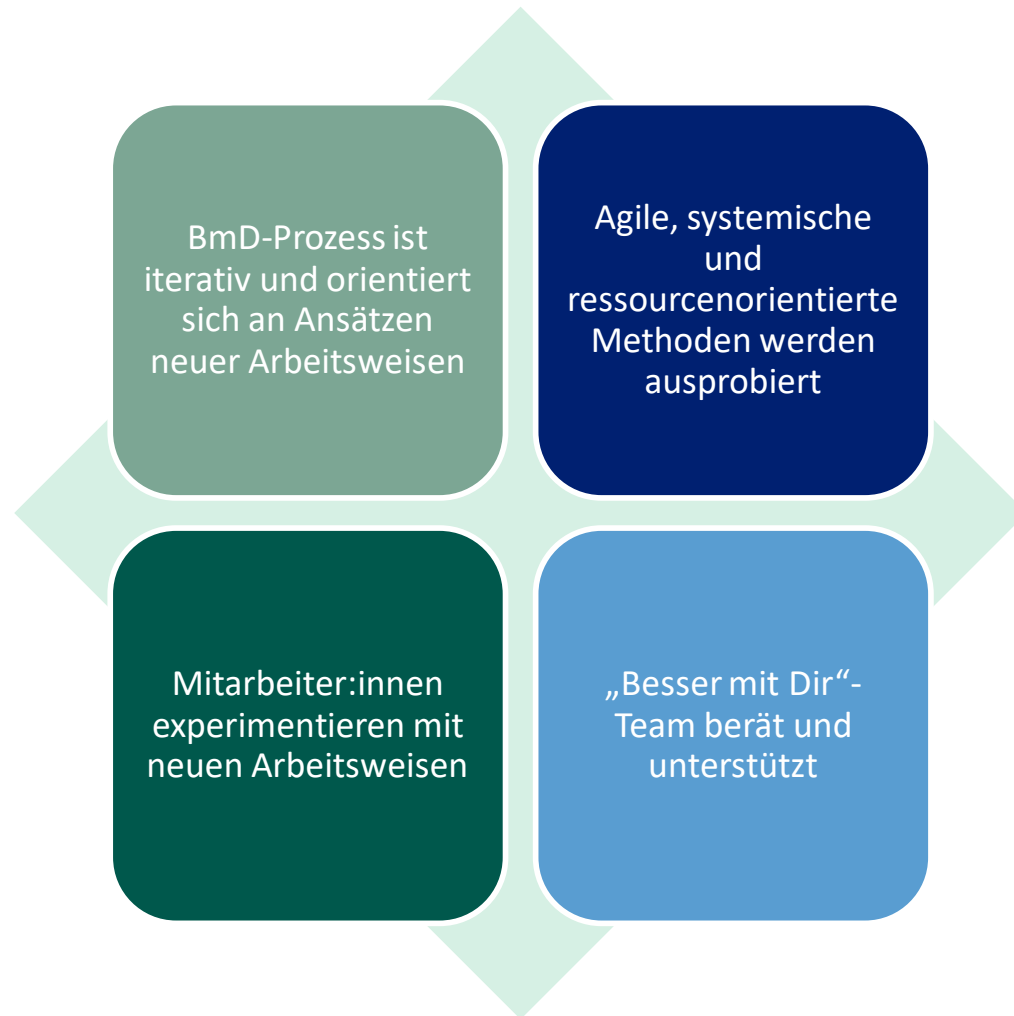 BmD-Prozess ist
iterativ und orientiert
sich an Ansätzen
neuer Arbeitsweisen
Agile, systemische
und
ressourcenorientierte
Methoden werden
ausprobiert
Mitarbeiter:innen
experimentieren mit
neuen Arbeitsweisen
„Besser mit Dir“-
Team berät und
unterstützt